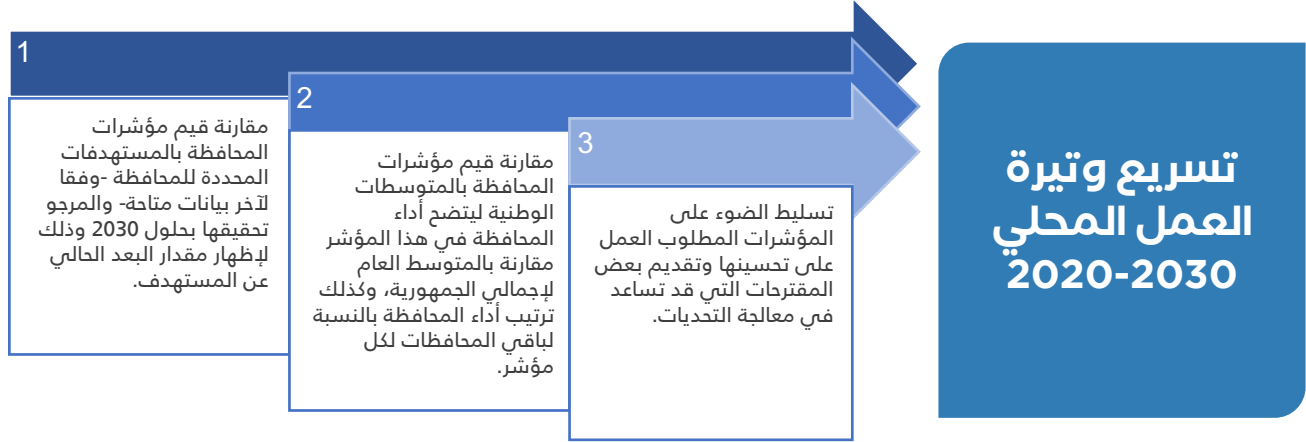 1
مقارنة قيم مؤشرات
المحافظة بالمستهدفات
المحددة للمحافظة -وفقا
لآخر بيانات متاحة- والمرجو
تحقيقها بحلول 2030 وذلك
لإظهار مقدار البعد الحالي
عن المستهدف.
2
مقارنة قيم مؤشرات
المحافظة بالمتوسطات
الوطنية ليتضح أداء
المحافظة في هذا المؤشر
مقارنة بالمتوسط العام
لإجمالي الجمهورية، وكذلك
ترتيب أداء المحافظة بالنسبة
لباقي المحافظات لكل
مؤشر.
3
تسليط الضوء على
المؤشرات المطلوب العمل
على تحسينها وتقديم بعض
المقترحات التي قد تساعد
في معالجة التحديات.
تسريع وتيرة
العمل المحلي
2020-2030